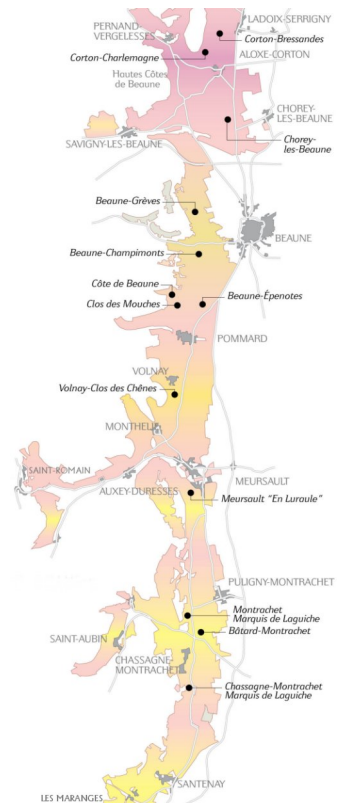 LADOIX-SERRIGNY
PERNAND-
VERGELESSES
Corton-Bressandes
Corton-Charlemagne
ALOXE-CORTON
Hautes Côtes
de Beaune
CHOREY-
LES-BEAUNE
SAVIGNY-LES-BEAUNE
Chorey-
les-Beaune
Beaune-Grèves
BEAUNE
Beaune-Champimonts
Côte de Beaune
Clos des Mouches
Beaune-Épenotes
POMMARD
VOLNAY
Volnay-Clos des Chênes
MONTHELIE
SAINT-ROMAIN
MEURSAULT
AUXEY-DURESSES
Meursault "En Luraule"
PULIGNY-MONTRACHET
Montrachet
Marquis de Laguiche
Bâtard-Montrachet
SAINT-AUBIN
CHASSAGNE-
MONTRACHET
Chassagne-Montrachet
Marquis de Laguiche
SANTENAY
LES MARANGES